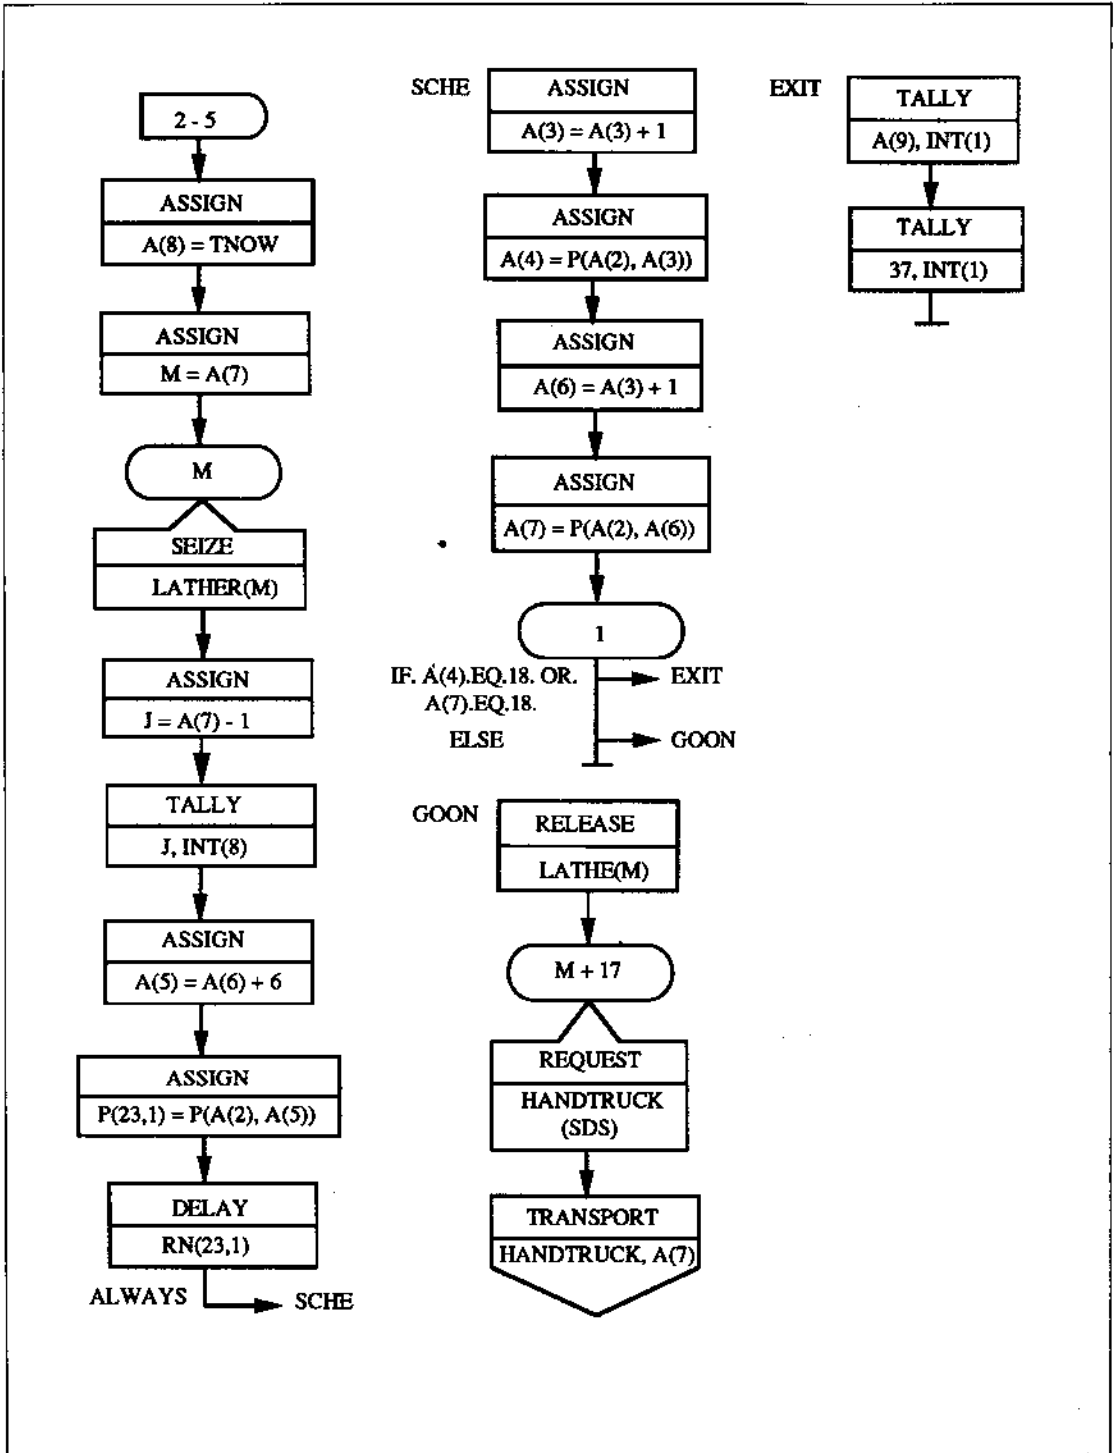 2 - 5
ASSIGN
A(8) = TNOW
ASSIGN
M = A(7)
M
SEIZE
LATHER(M)
ASSIGN
J = A(7) - 1
TALLY
J, INT(8)
ASSIGN
A(5) = A(6) + 6
ASSIGN
P(23,1) = P(A(2), A(5))
DELAY
RN(23,1)
ALWAYS
SCHE
SCHE
ASSIGN
A(3) = A(3) + 1
ASSIGN
A(4) = P(A(2), A(3))
ASSIGN
A(6) = A(3) + 1
ASSIGN
A(7) = P(A(2), A(6))
1
IF. A(4).EQ.18. OR.
A(7).EQ.18.
EXIT
ELSE
GOON
GOON
RELEASE
LATHE(M)
M + 17
REQUEST
HANDTRUCK
(SDS)
TRANSPORT
HANDTRUCK, A(7)
EXIT
TALLY
A(9), INT(1)
TALLY
37, INT(1)